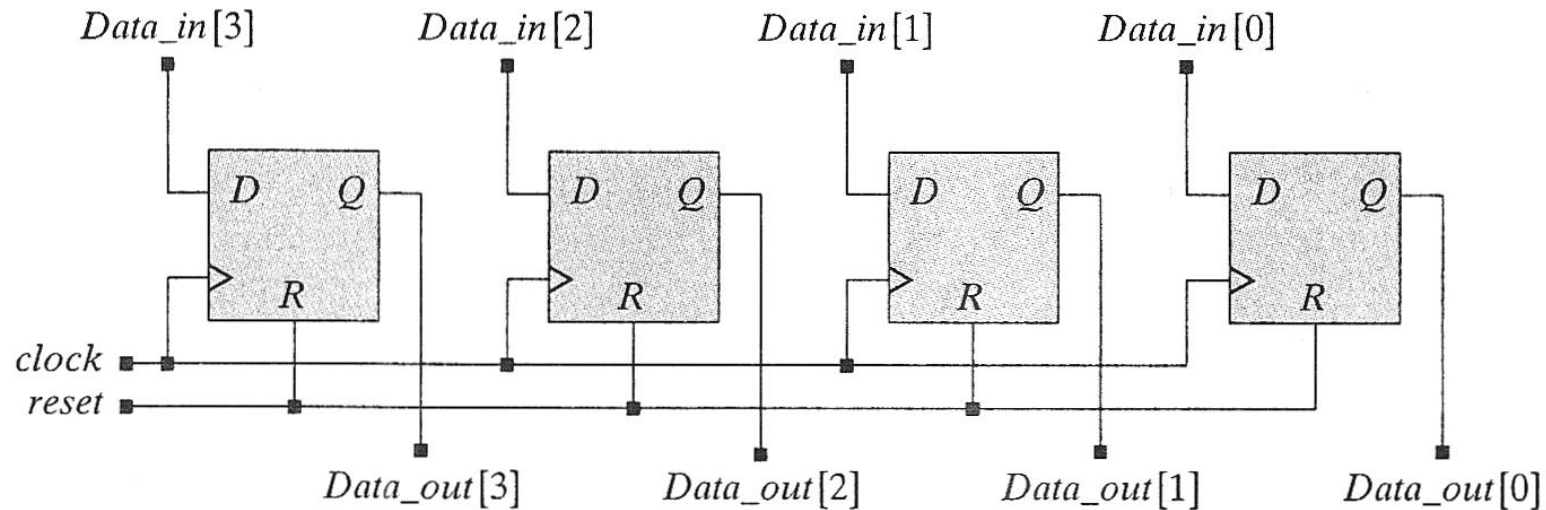 Data_in[3] Data_in[2] Data_in[1] Data_in[0]
D Q D Q D Q D Q
R R R R
clock
reset
Data_out[3] Data_out[2] Data_out[1] Data_out[0]